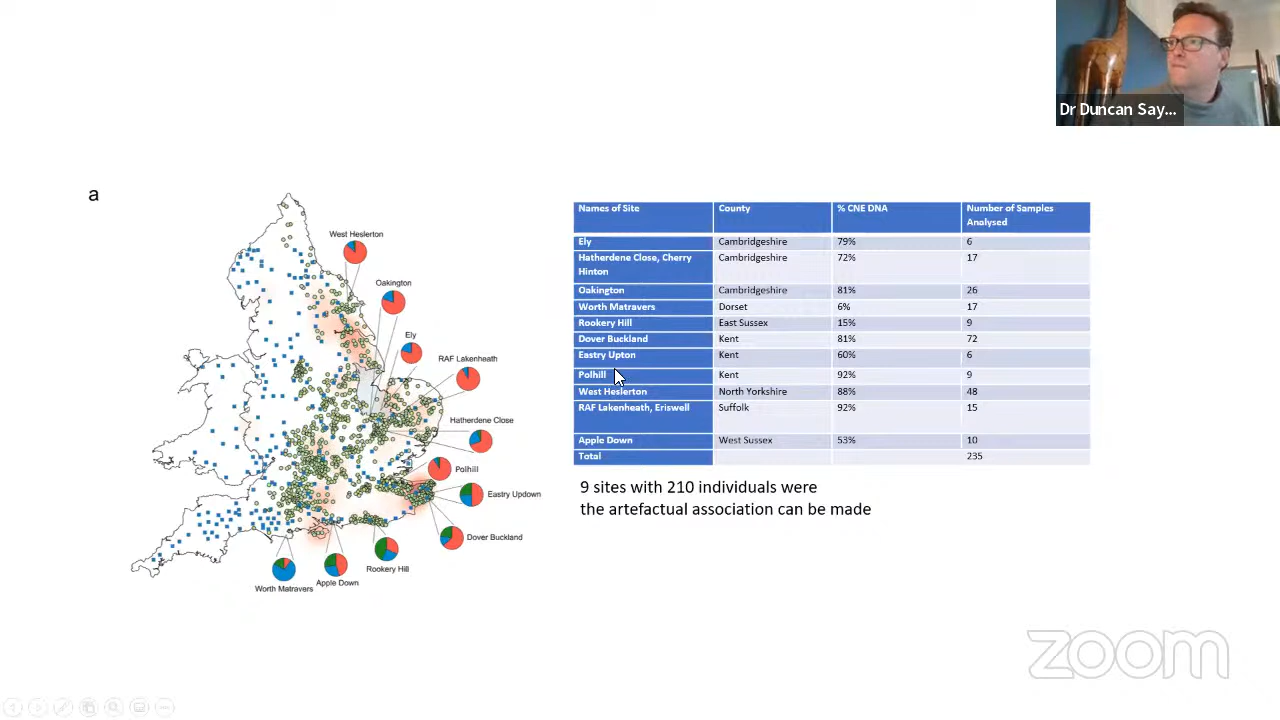 Dr Duncan Say...
a
West Heslerton
Oakington
Ely
RAF Lakenheath
Hatherdene Close
Polhill
Eastry Updown
Dover Buckland
Rookery Hill
Apple Down
Worth Matravers
Names of Site County % CNE DNA Number of Samples
Analysed
Ely Cambridgeshire 79% 6
Hatherdene Close, Cherry Cambridgeshire 72% 17
Hinton
Oakington Cambridgeshire 81% 26
Worth Matravers Dorset 6% 17
Rookery Hill East Sussex 15% 9
Dover Buckland Kent 81% 72
Eastry Upton Kent 60% 6
Polhill Kent 92% 9
West Heslerton North Yorkshire 88% 48
RAF Lakenheath, Eriswell Suffolk 92% 15
Apple Down West Sussex 53% 10
Total 235
9 sites with 210 individuals were
the artefactual association can be made
zoom